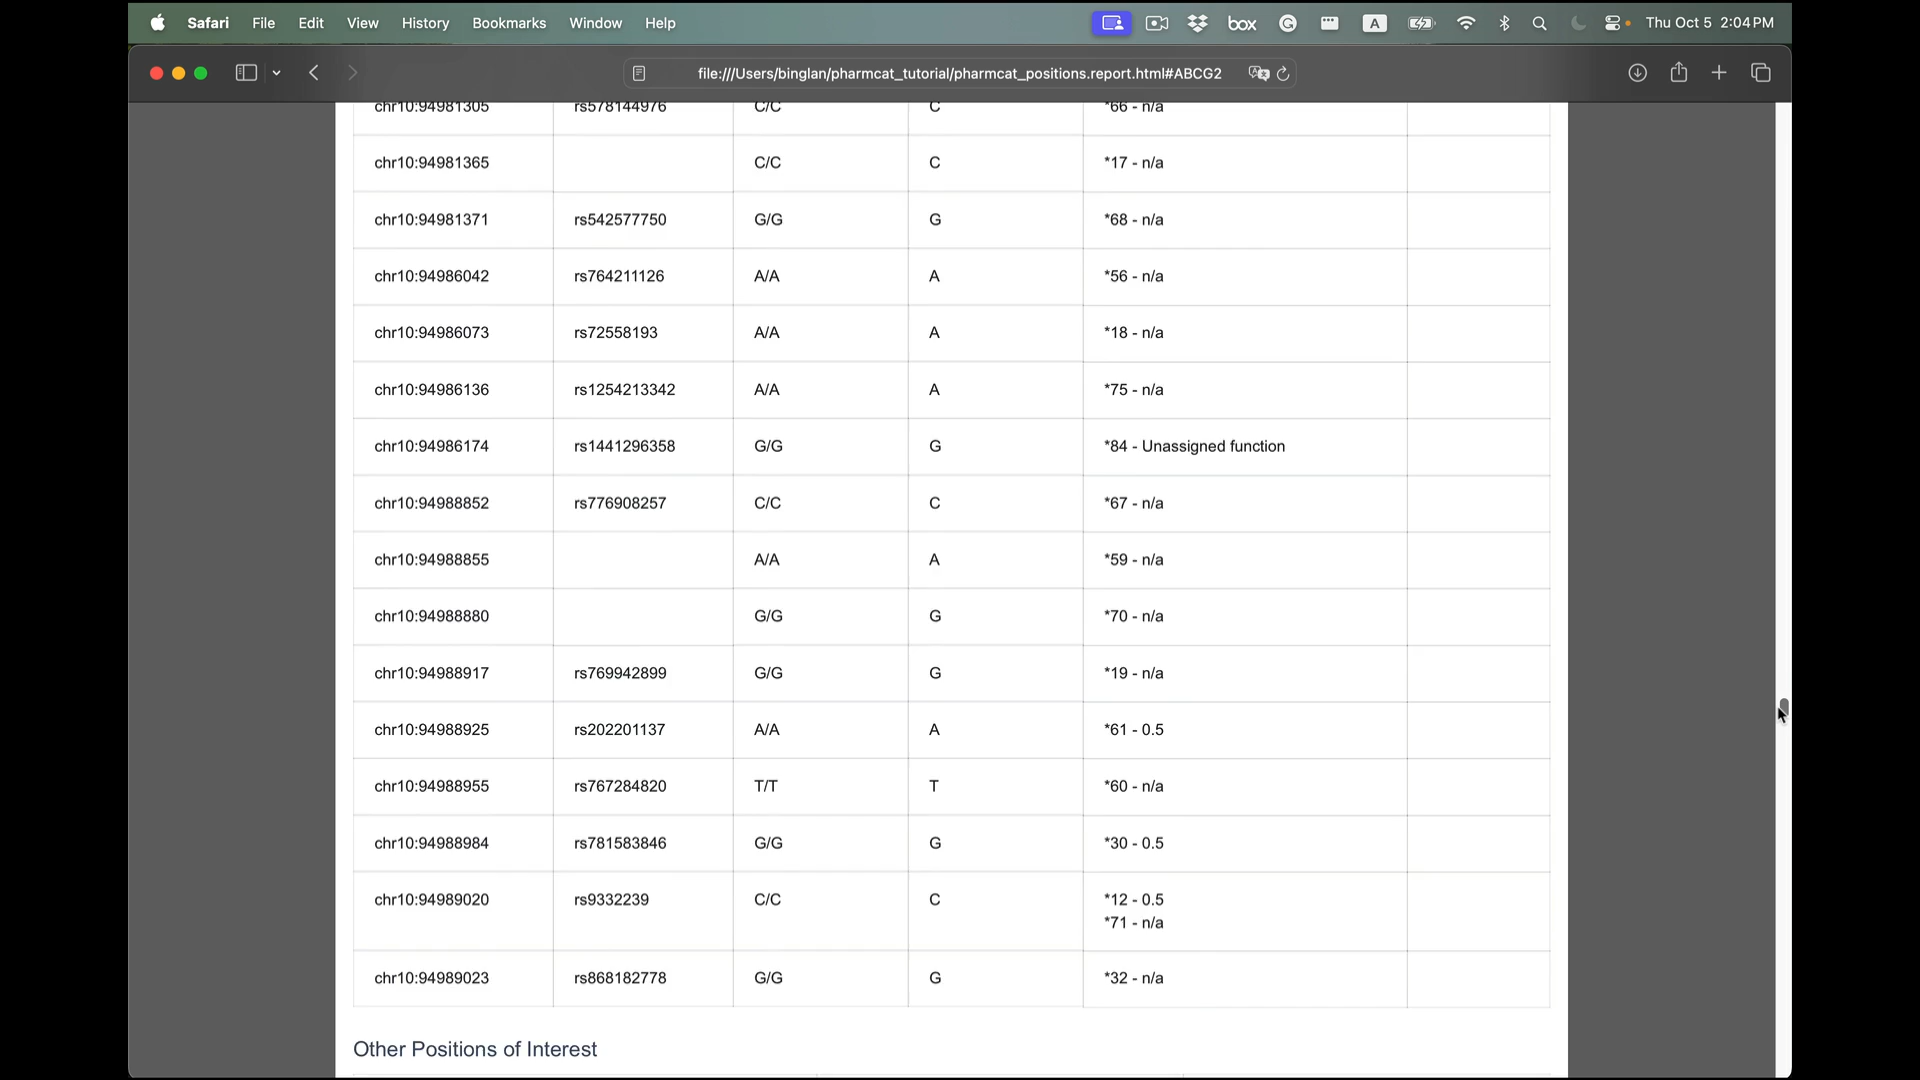 Safari File Edit View History Bookmarks Window Help box A Thu Oct 5 2:04 PM
file:///Users/binglan/pharmcat_tutorial/pharmcat_positions.report.html#ABCG2
chr10:94981305 rs578144976 C/C C *66 - n/a
chr10:94981365 C/C C *17 - n/a
chr10:94981371 rs542577750 G/G G *68 - n/a
chr10:94986042 rs764211126 A/A A *56 - n/a
chr10:94986073 rs72558193 A/A A *18 - n/a
chr10:94986136 rs1254213342 A/A A *75 - n/a
chr10:94986174 rs1441296358 G/G G *84 - Unassigned function
chr10:94988852 rs776908257 C/C C *67 - n/a
chr10:94988855 A/A A *59 - n/a
chr10:94988880 G/G G *70 - n/a
chr10:94988917 rs769942899 G/G G *19 - n/a
chr10:94988925 rs202201137 A/A A *61 - 0.5
chr10:94988955 rs767284820 T/T T *60 - n/a
chr10:94988984 rs781583846 G/G G *30 - 0.5
chr10:94989020 rs9332239 C/C C *12 - 0.5
*71 - n/a
chr10:94989023 rs868182778 G/G G *32 - n/a
Other Positions of Interest